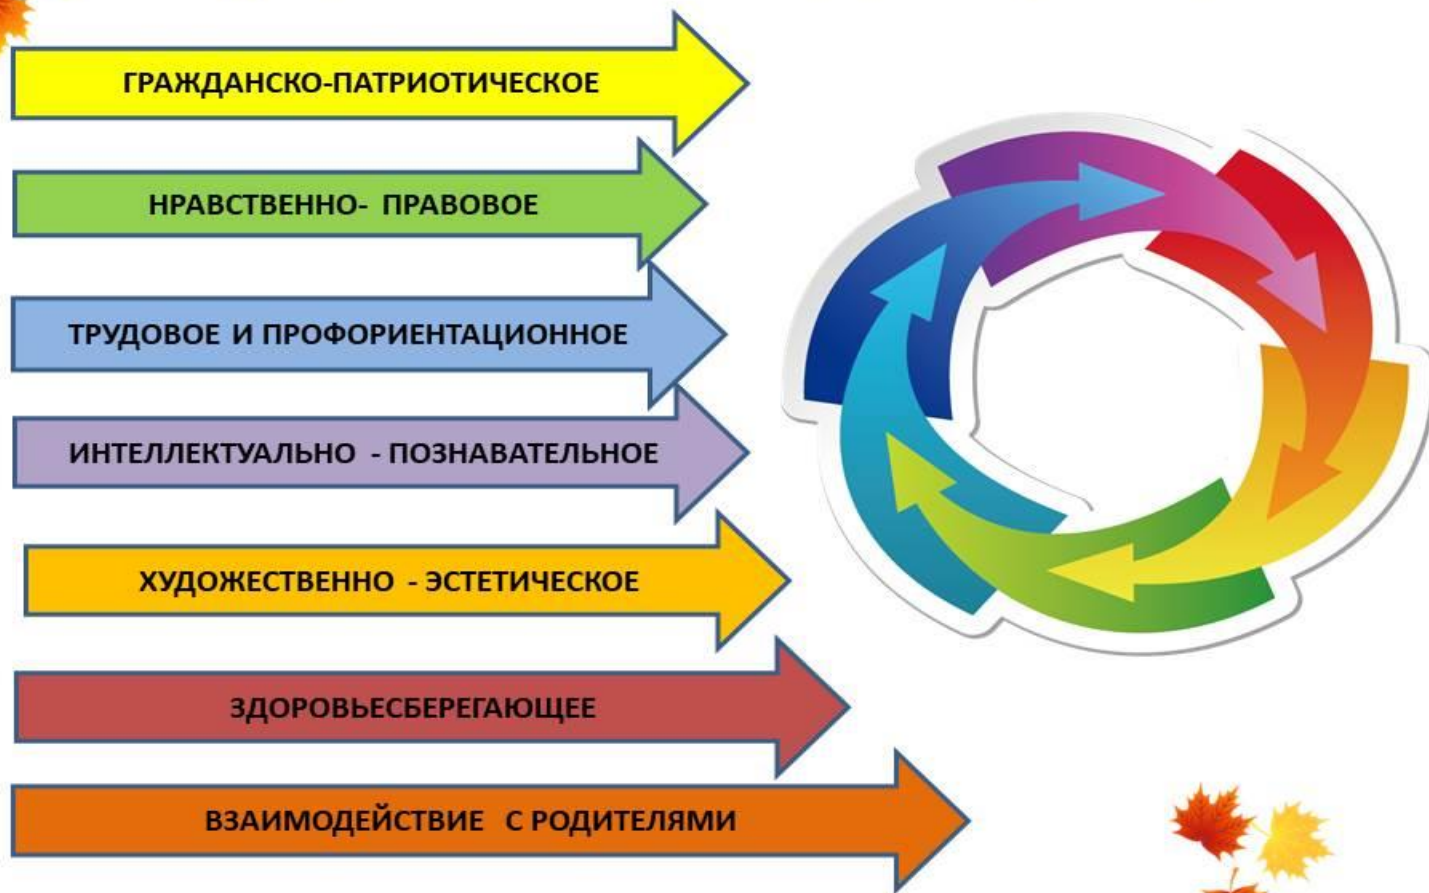 ГРАЖДАНСКО-ПАТРИОТИЧЕСКОЕ
НРАВСТВЕННО- ПРАВОВОЕ
ТРУДОВОЕ И ПРОФОРИЕНТАЦИОННОЕ
ИНТЕЛЛЕКТУАЛЬНО - ПОЗНАВАТЕЛЬНОЕ
ХУДОЖЕСТВЕННО - ЭСТЕТИЧЕСКОЕ
ЗДОРОВЬЕСБЕРЕГАЮЩЕЕ
ВЗАИМОДЕЙСТВИЕ С РОДИТЕЛЯМИ